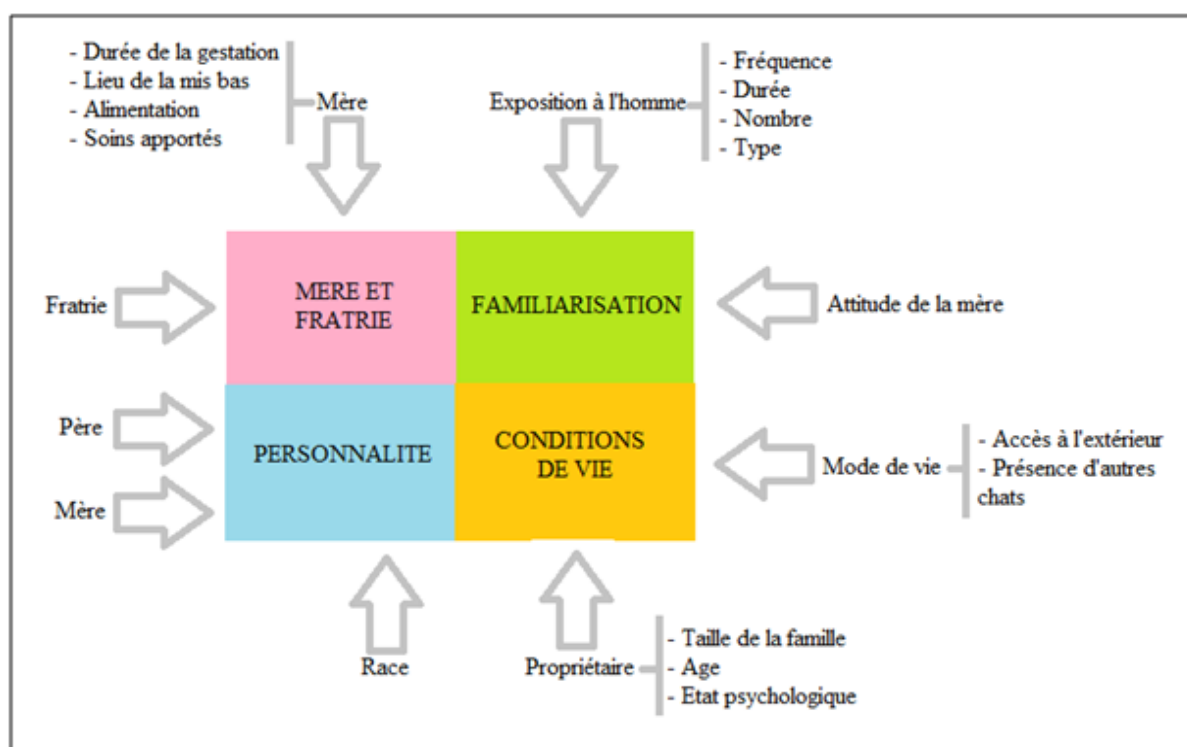 - Durée de la gestation
- Lieu de la mis bas
- Alimentation
- Soins apportés
Mère
Exposition à l'homme
- Fréquence
- Durée
- Nombre
- Type
Fratrie
MERE ET
FRATRIE
FAMILIARISATION
Attitude de la mère
Père
Mère
PERSONNALITE
CONDITIONS
DE VIE
Mode de vie
- Accès à l'extérieur
- Présence d'autres
chats
Race
Propriétaire
- Taille de la famille
- Age
- Etat psychologique